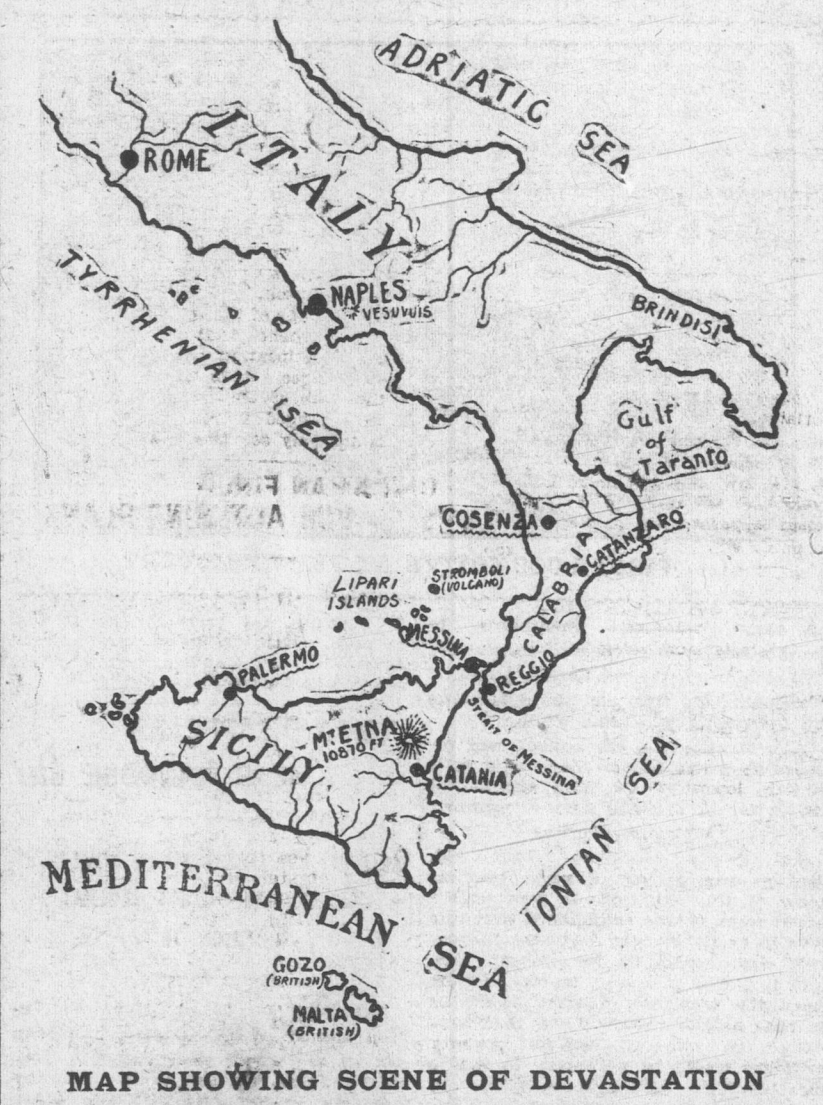 ADRIATIC SEA
ITALY
ROME
TYRRHENIAN SEA
NAPLES
VESUVUIS
BRINDISI
Gulf
of
Taranto
COSENZA
CATANZARO
CALABRIA
STROMBOLI
(VOLCANO)
LIPARI
ISLANDS
MESSINA
REGGIO
PALERMO
SICILY
MT ETNA
10870 FT
STRAIT OF MESSINA
CATANIA
IONIAN SEA
MEDITERRANEAN SEA
GOZO
(BRITISH)
MALTA
(BRITISH)
MAP SHOWING SCENE OF DEVASTATION